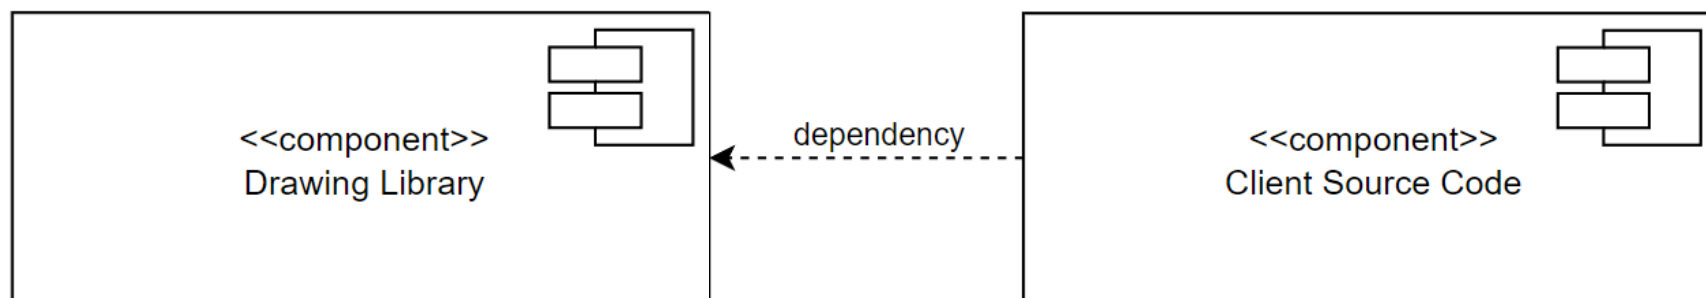 <<component>>
Drawing Library
dependency
<<component>>
Client Source Code